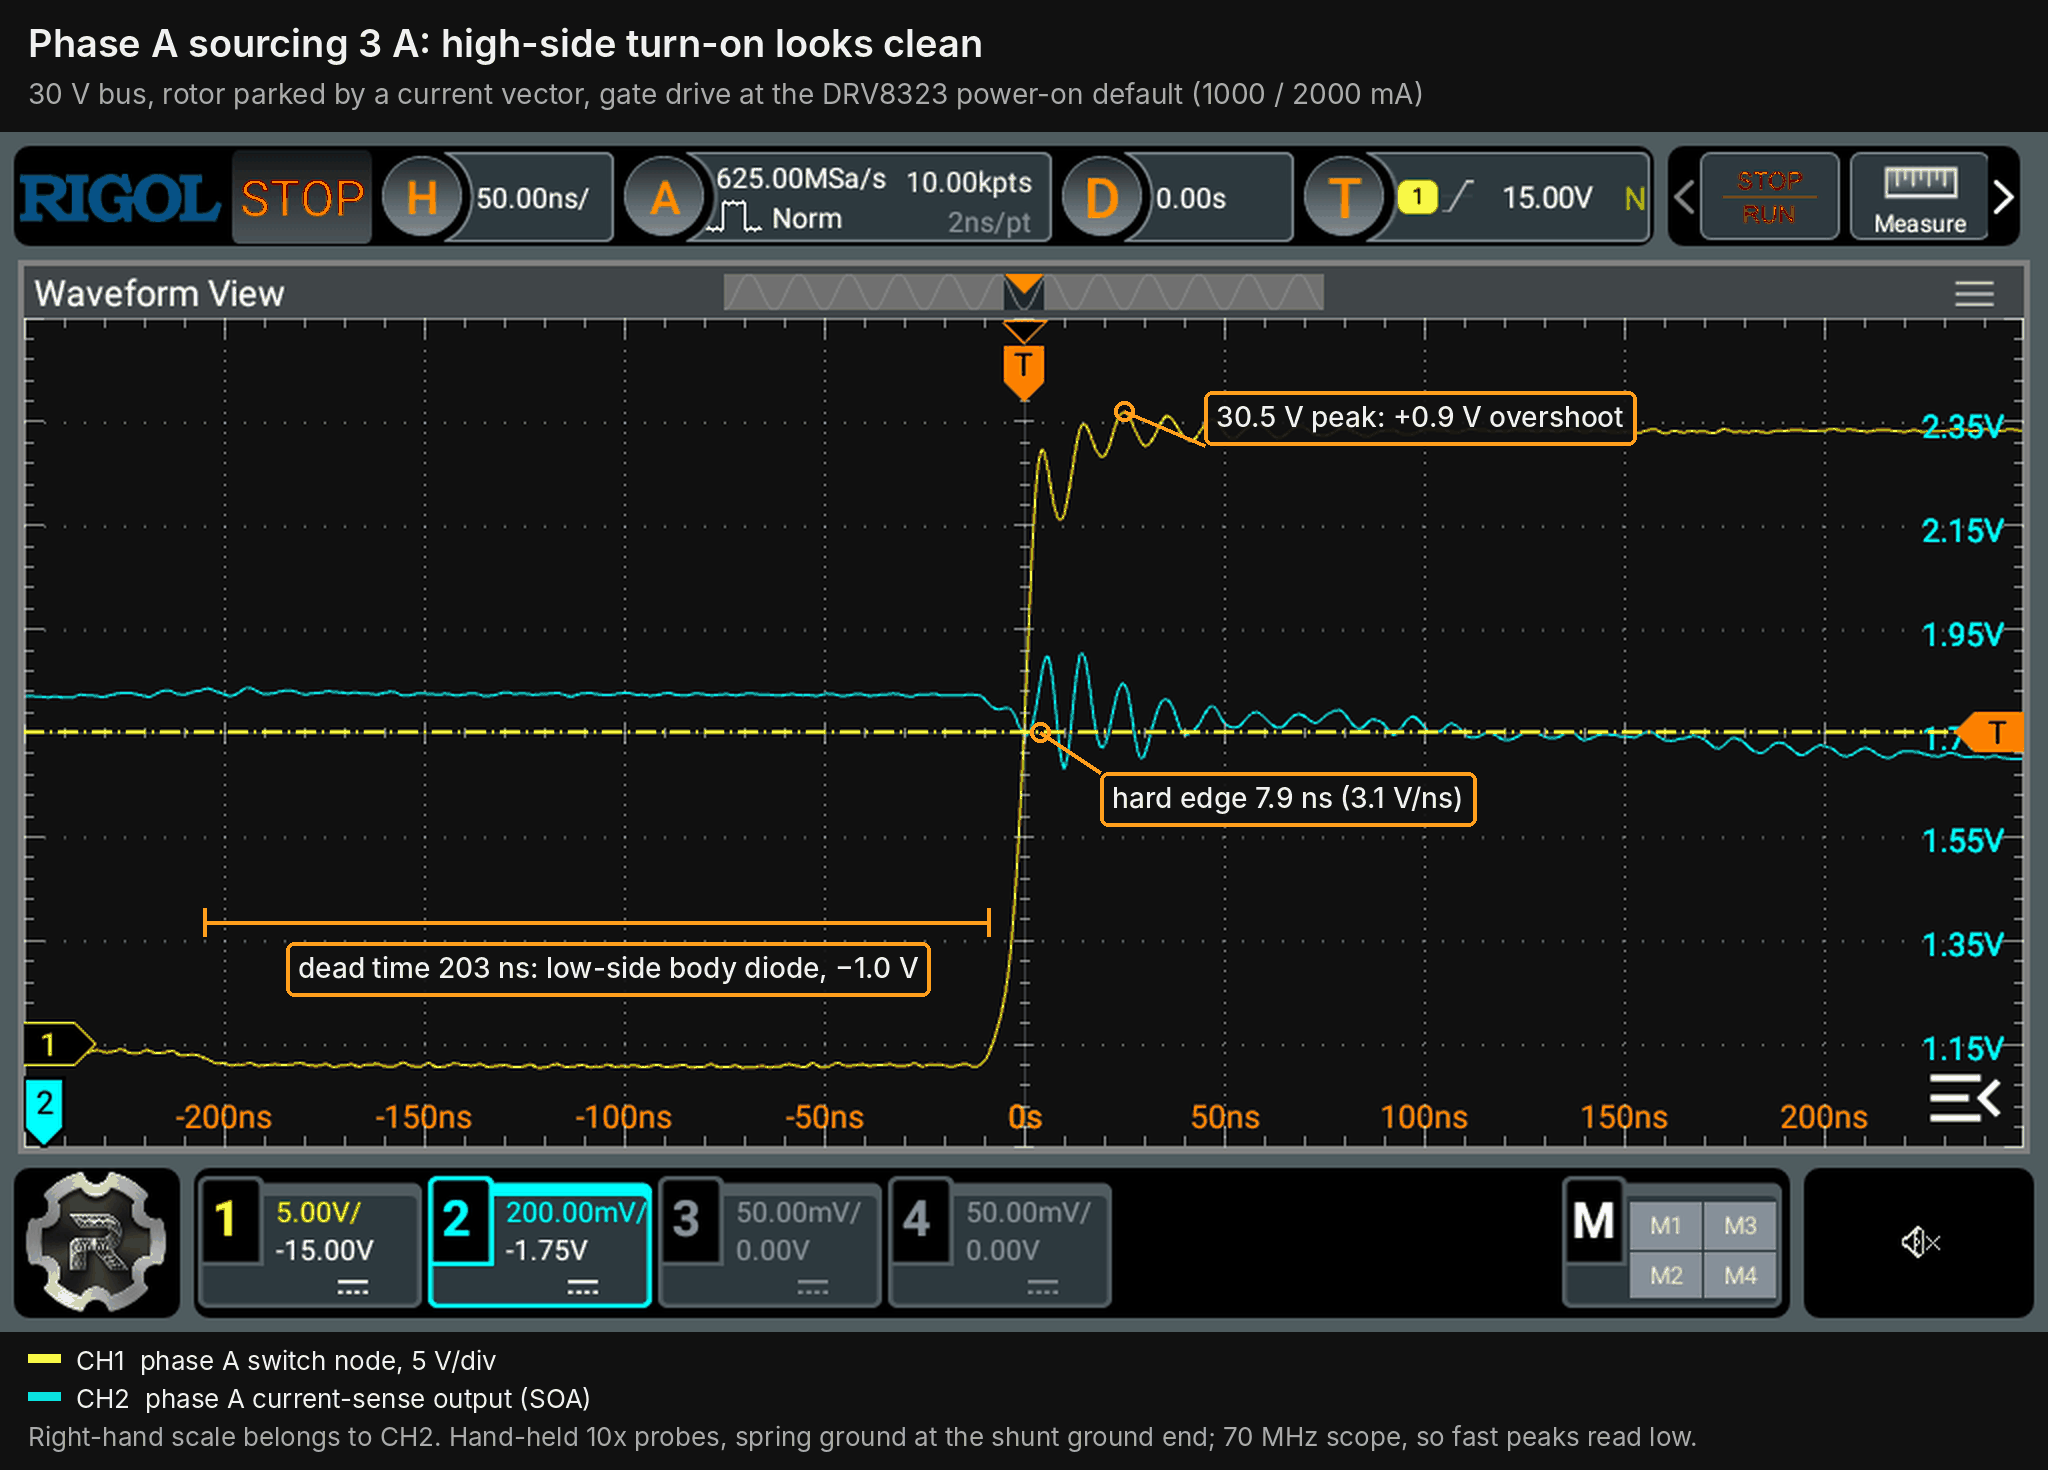 Phase A sourcing 3 A: high-side turn-on looks clean
30 V bus, rotor parked by a current vector, gate drive at the DRV8323 power-on default (1000 / 2000 mA)
RIGOL STOP H 50.00ns/ A 625.00MSa/s 10.00kpts D 0.00s T 1 15.00V N STOP RUN Measure
Norm 2ns/pt
Waveform View
T
30.5 V peak: +0.9 V overshoot
2.35V
2.15V
1.95V
T
hard edge 7.9 ns (3.1 V/ns)
1.55V
1.35V
dead time 203 ns: low-side body diode, −1.0 V
1
1.15V
2
-200ns -150ns -100ns -50ns 0s 50ns 100ns 150ns 200ns
1 5.00V/ 2 200.00mV/ 3 50.00mV/ 4 50.00mV/ M M1 M3
-15.00V -1.75V 0.00V 0.00V M2 M4
CH1 phase A switch node, 5 V/div
CH2 phase A current-sense output (SOA)
Right-hand scale belongs to CH2. Hand-held 10x probes, spring ground at the shunt ground end; 70 MHz scope, so fast peaks read low.